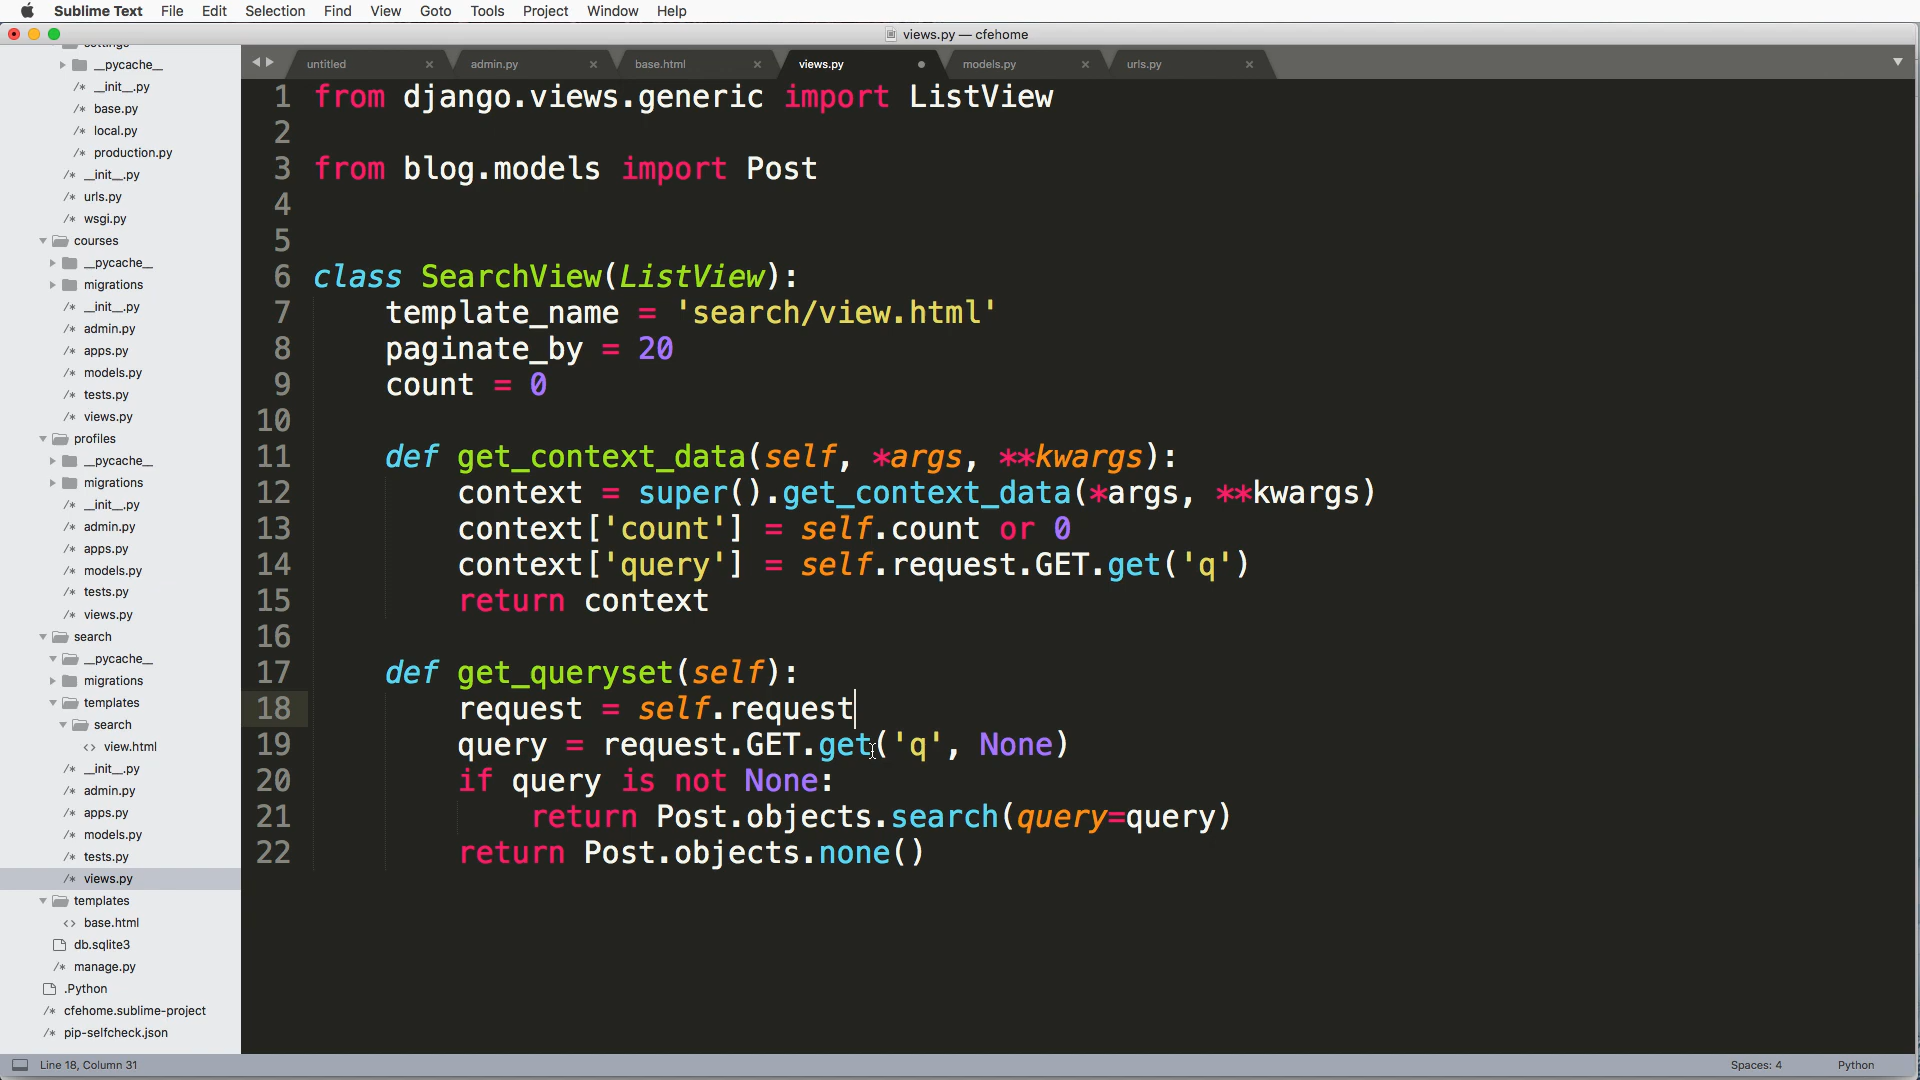 Sublime Text File Edit Selection Find View Goto Tools Project Window Help
views.py — cfehome
untitled × admin.py × base.html × views.py models.py × urls.py ×
settings
__pycache__
/* __init__.py
/* base.py
/* local.py
/* production.py
/* __init__.py
/* urls.py
/* wsgi.py
courses
__pycache__
migrations
/* __init__.py
/* admin.py
/* apps.py
/* models.py
/* tests.py
/* views.py
profiles
__pycache__
migrations
/* __init__.py
/* admin.py
/* apps.py
/* models.py
/* tests.py
/* views.py
search
__pycache__
migrations
templates
search
<> view.html
/* __init__.py
/* admin.py
/* apps.py
/* models.py
/* tests.py
/* views.py
templates
<> base.html
db.sqlite3
/* manage.py
.Python
/* cfehome.sublime-project
/* pip-selfcheck.json
1 from django.views.generic import ListView
2
3 from blog.models import Post
4
5
6 class SearchView(ListView):
7     template_name = 'search/view.html'
8     paginate_by = 20
9     count = 0
10
11     def get_context_data(self, *args, **kwargs):
12         context = super().get_context_data(*args, **kwargs)
13         context['count'] = self.count or 0
14         context['query'] = self.request.GET.get('q')
15         return context
16
17     def get_queryset(self):
18         request = self.request
19         query = request.GET.get('q', None)
20         if query is not None:
21             return Post.objects.search(query=query)
22         return Post.objects.none()
Line 18, Column 31 Spaces: 4 Python